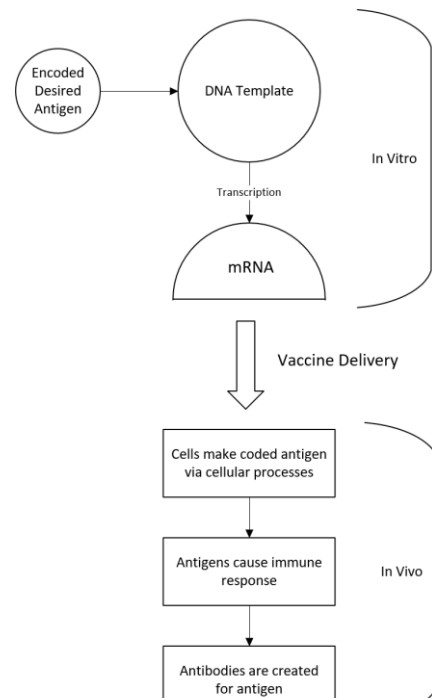 Encoded
Desired
Antigen
DNA Template
In Vitro
Transcription
mRNA
Vaccine Delivery
Cells make coded antigen
via cellular processes
Antigens cause immune
response
In Vivo
Antibodies are created
for antigen